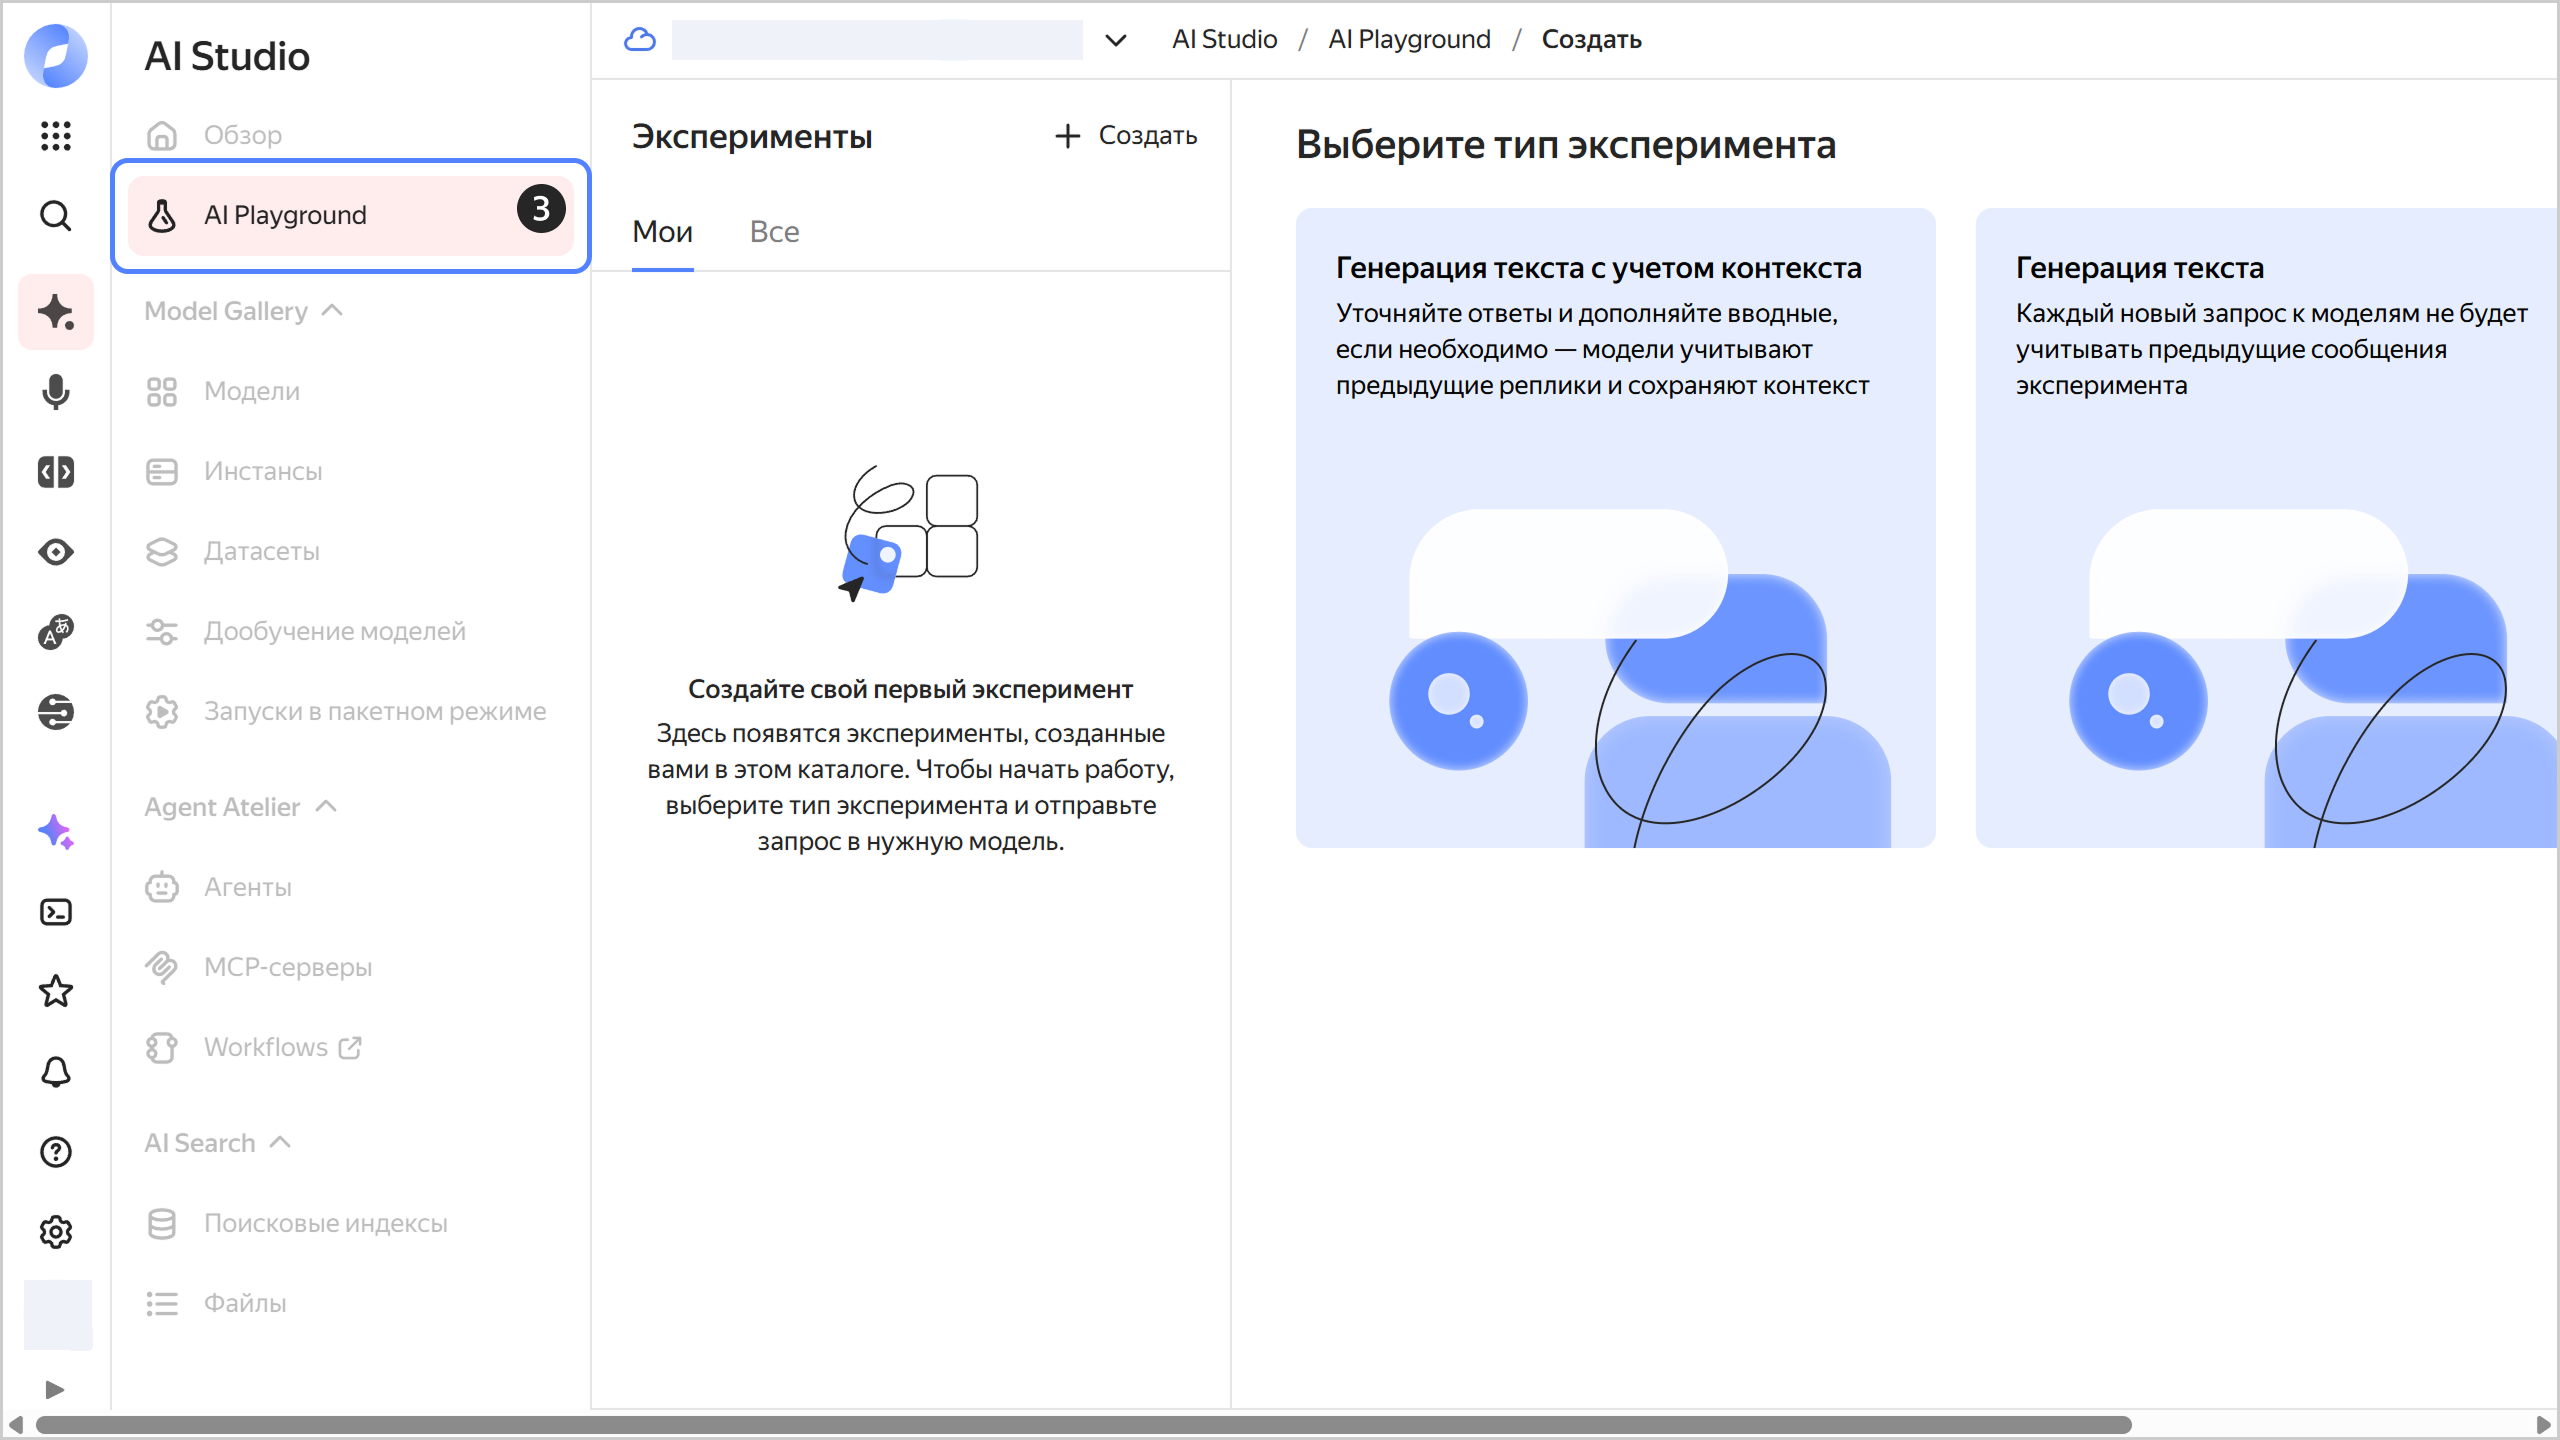 AI Studio
Обзор
AI Playground
3
Model Gallery
Модели
Инстансы
Датасеты
Дообучение моделей
Запуски в пакетном режиме
Agent Atelier
Агенты
MCP-серверы
Workflows
AI Search
Поисковые индексы
Файлы
AI Studio / AI Playground / Создать
Эксперименты
Создать
Мои
Все
Создайте свой первый эксперимент
Здесь появятся эксперименты, созданные
вами в этом каталоге. Чтобы начать работу,
выберите тип эксперимента и отправьте
запрос в нужную модель.
Выберите тип эксперимента
Генерация текста с учетом контекста
Уточняйте ответы и дополняйте вводные,
если необходимо — модели учитывают
предыдущие реплики и сохраняют контекст
Генерация текста
Каждый новый запрос к моделям не будет
учитывать предыдущие сообщения
эксперимента